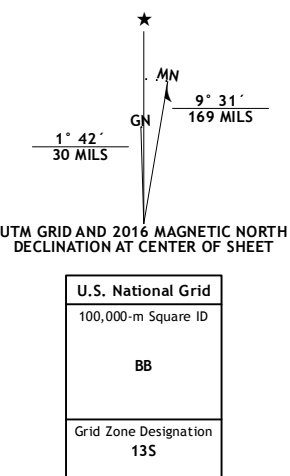 ★
MN
GN
9° 31´
169 MILS
1° 42´
30 MILS
UTM GRID AND 2016 MAGNETIC NORTH
DECLINATION AT CENTER OF SHEET
U.S. National Grid
100,000-m Square ID
BB
Grid Zone Designation
13S